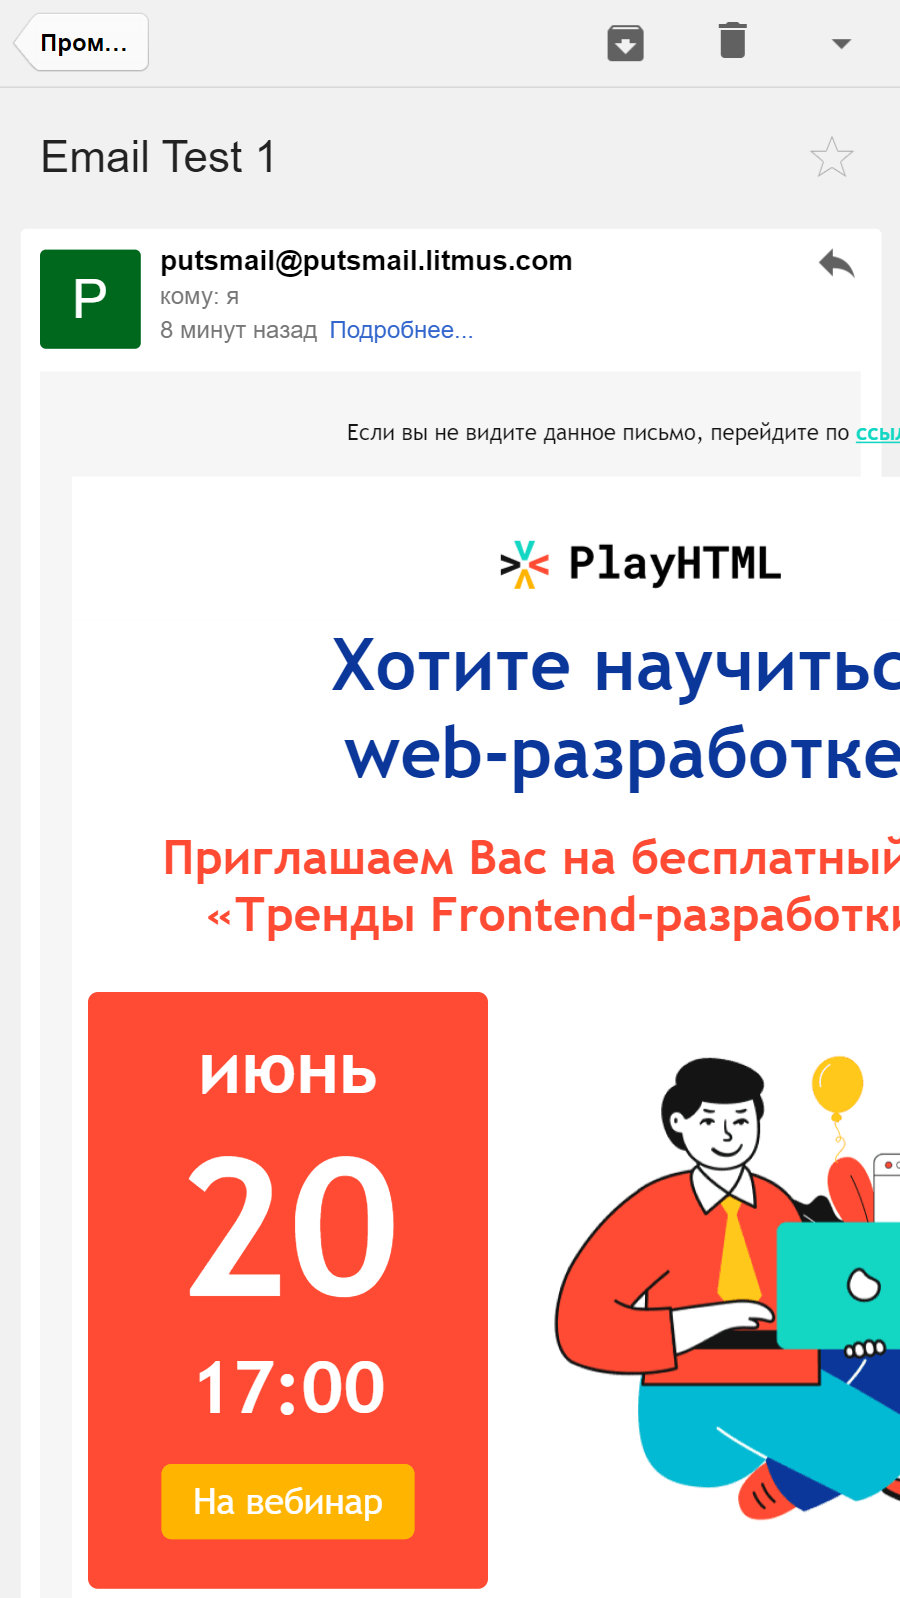 Пром...
Email Test 1
P
putsmail@putsmail.litmus.com
кому: я
8 минут назад Подробнее...
Если вы не видите данное письмо, перейдите по ссыл
PlayHTML
Хотите научитьс
web-разработке
Приглашаем Вас на бесплатный
«Тренды Frontend-разработки
ИЮНЬ
20
17:00
На вебинар